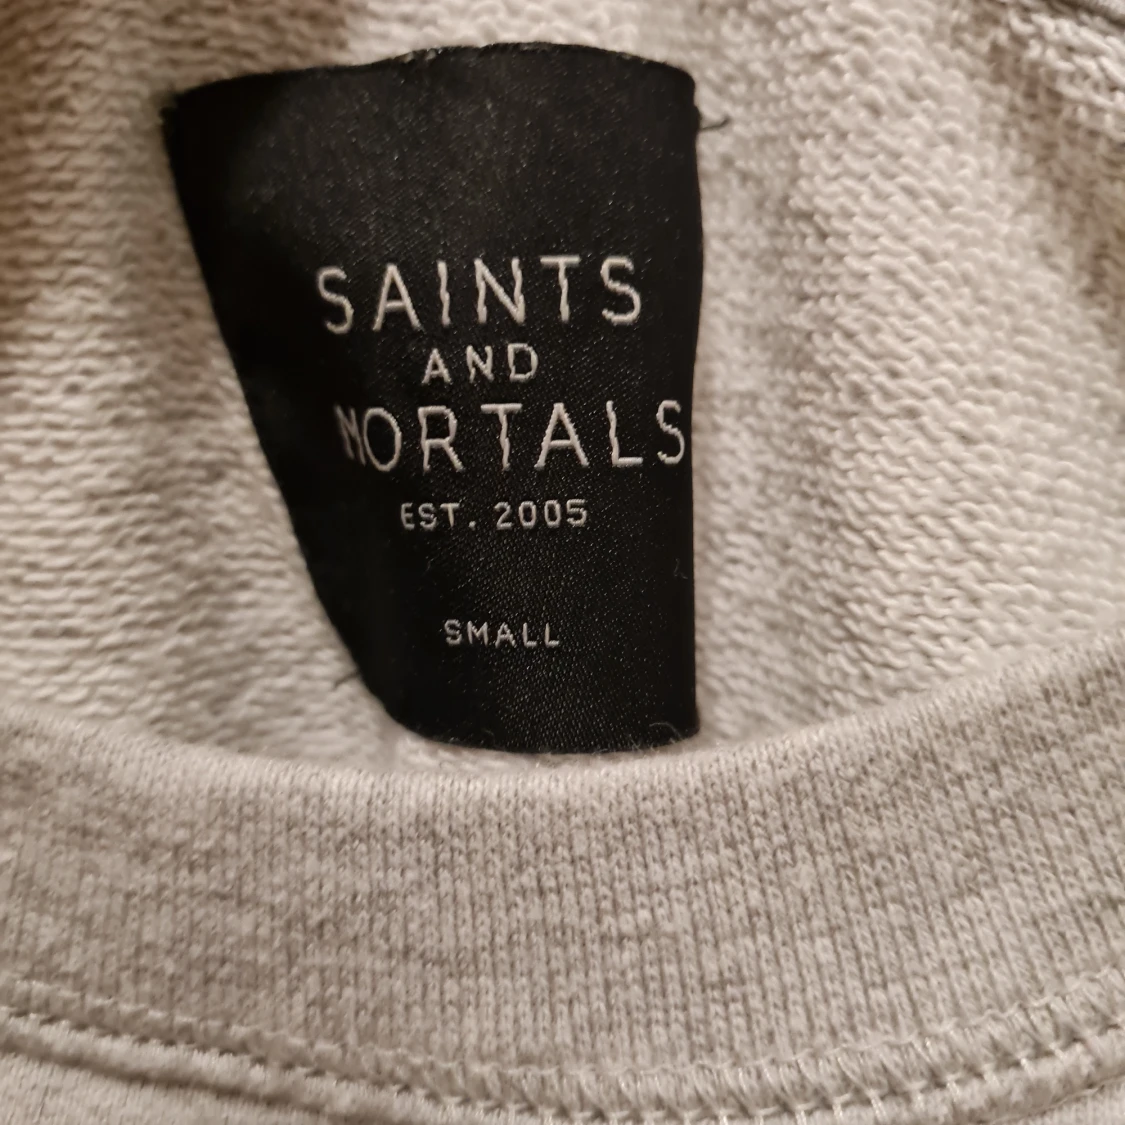 SAINTS
AND
MORTALS
EST. 2005
SMALL